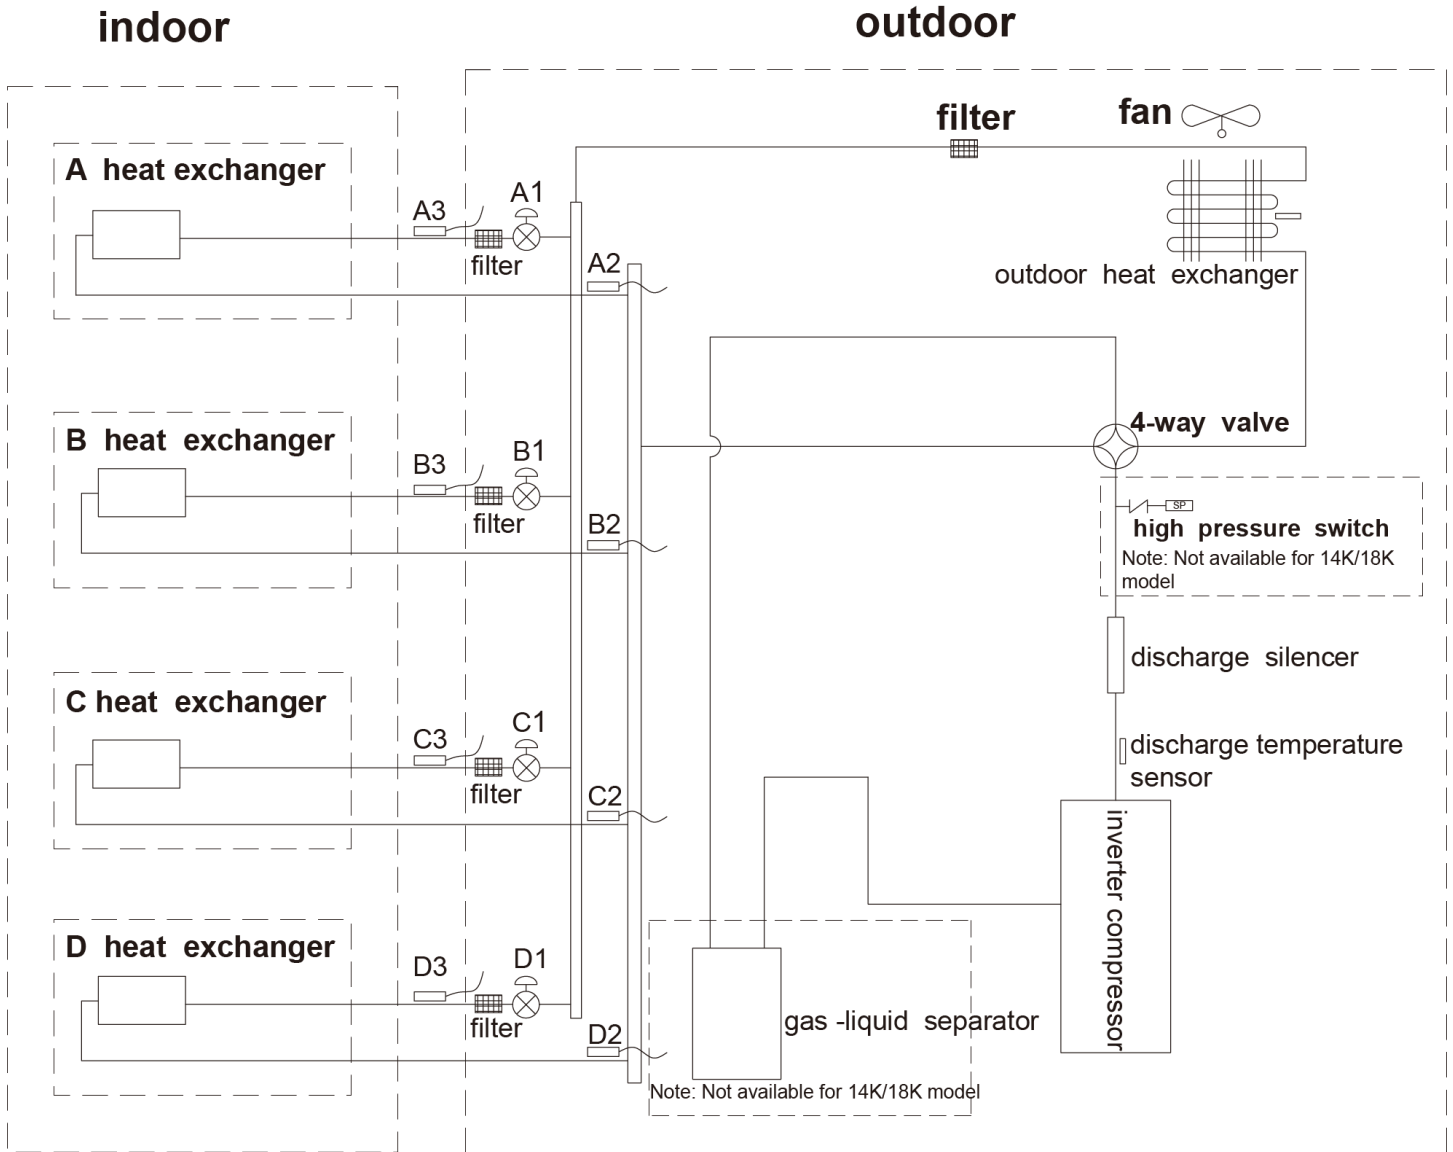 indoor
outdoor
filter
fan
A heat exchanger
A3
A1
filter
A2
outdoor heat exchanger
4-way valve
B heat exchanger
B3
B1
filter
B2
SP
high pressure switch
Note: Not available for 14K/18K
model
discharge silencer
C heat exchanger
C3
C1
filter
C2
discharge temperature
sensor
inverter compressor
D heat exchanger
D3
D1
filter
D2
gas -liquid separator
Note: Not available for 14K/18K model